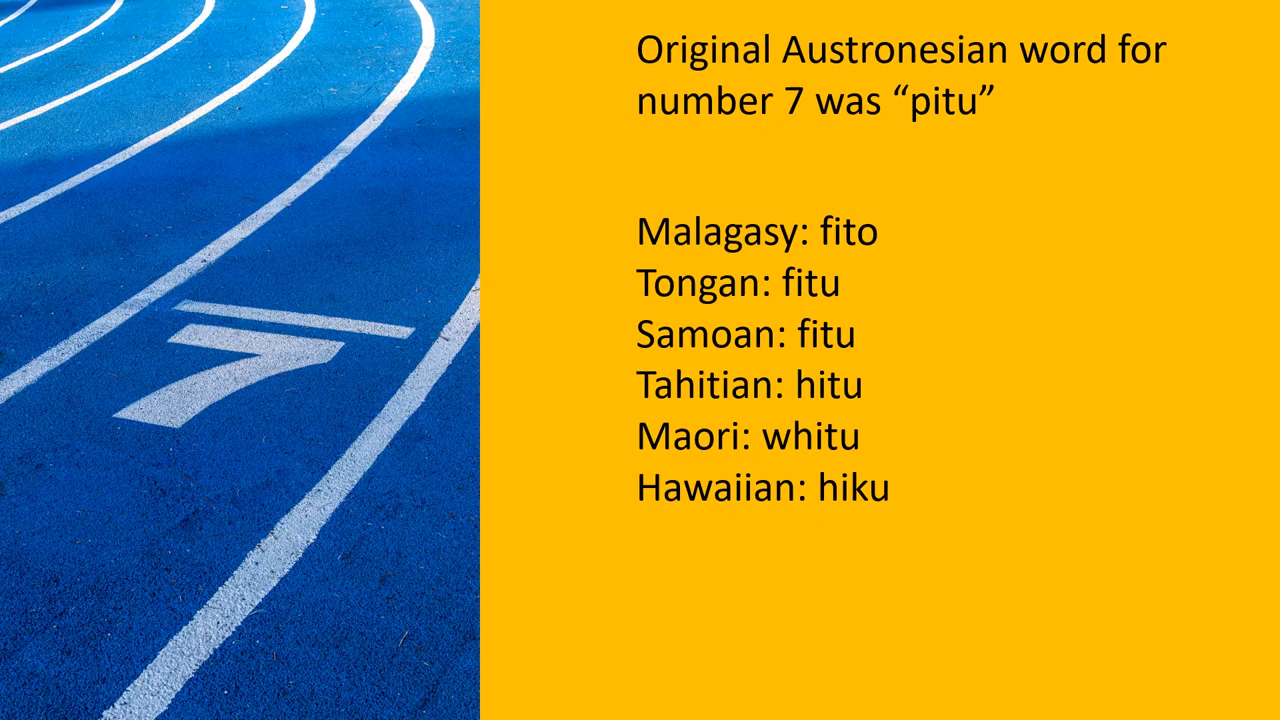 Original Austronesian word for
number 7 was “pitu”
Malagasy: fito
Tongan: fitu
Samoan: fitu
Tahitian: hitu
Maori: whitu
Hawaiian: hiku
7